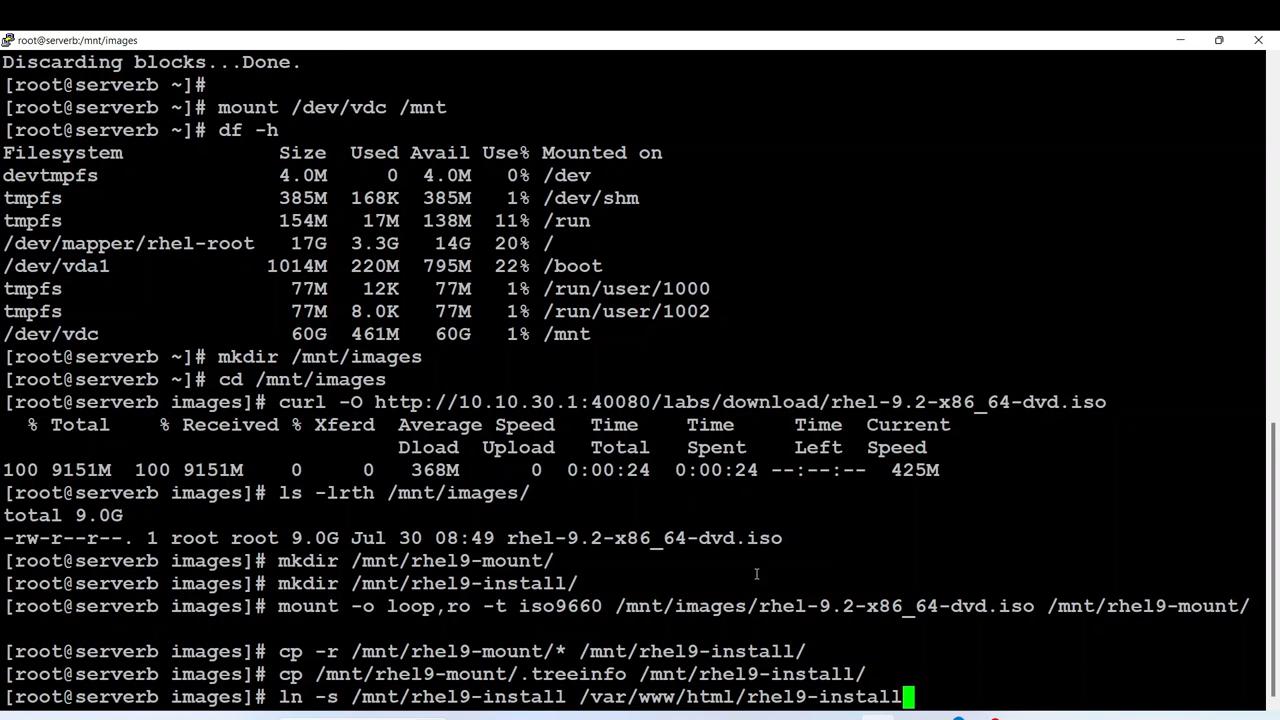 root@serverb:/mnt/images
Discarding blocks...Done.
[root@serverb ~]#
[root@serverb ~]# mount /dev/vdc /mnt
[root@serverb ~]# df -h
Filesystem Size Used Avail Use% Mounted on
devtmpfs 4.0M 0 4.0M 0% /dev
tmpfs 385M 168K 385M 1% /dev/shm
tmpfs 154M 17M 138M 11% /run
/dev/mapper/rhel-root 17G 3.3G 14G 20% /
/dev/vda1 1014M 220M 795M 22% /boot
tmpfs 77M 12K 77M 1% /run/user/1000
tmpfs 77M 8.0K 77M 1% /run/user/1002
/dev/vdc 60G 461M 60G 1% /mnt
[root@serverb ~]# mkdir /mnt/images
[root@serverb ~]# cd /mnt/images
[root@serverb images]# curl -O http://10.10.30.1:40080/labs/download/rhel-9.2-x86_64-dvd.iso
% Total % Received % Xferd Average Speed Time Time Time Current
Dload Upload Total Spent Left Speed
100 9151M 100 9151M 0 0 368M 0 0:00:24 0:00:24 --:--:-- 425M
[root@serverb images]# ls -lrth /mnt/images/
total 9.0G
-rw-r--r--. 1 root root 9.0G Jul 30 08:49 rhel-9.2-x86_64-dvd.iso
[root@serverb images]# mkdir /mnt/rhel9-mount/
[root@serverb images]# mkdir /mnt/rhel9-install/
[root@serverb images]# mount -o loop,ro -t iso9660 /mnt/images/rhel-9.2-x86_64-dvd.iso /mnt/rhel9-mount/
[root@serverb images]# cp -r /mnt/rhel9-mount/* /mnt/rhel9-install/
[root@serverb images]# cp /mnt/rhel9-mount/.treeinfo /mnt/rhel9-install/
[root@serverb images]# ln -s /mnt/rhel9-install /var/www/html/rhel9-install